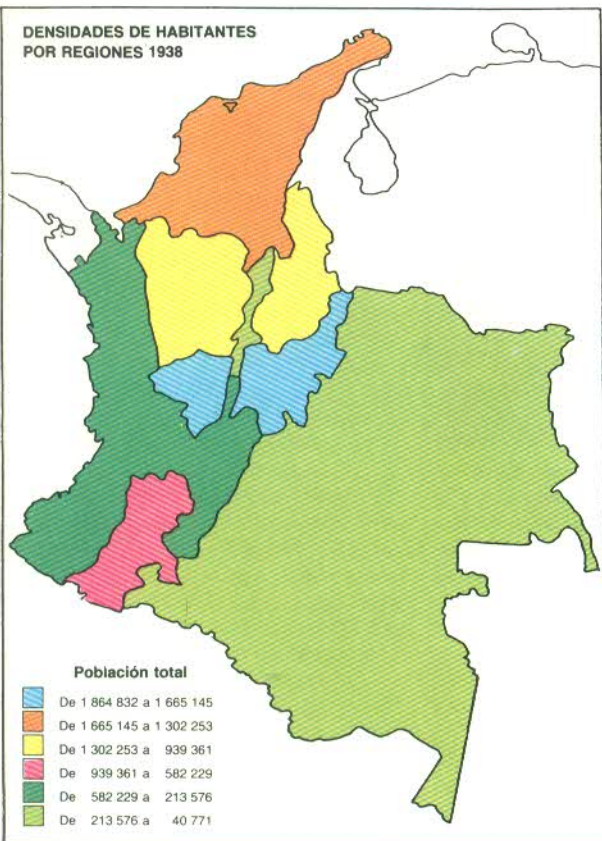 DENSIDADES DE HABITANTES
POR REGIONES 1938
Población total
De 1 864 832 a 1 665 145
De 1 665 145 a 1 302 253
De 1 302 253 a 939 361
De 939 361 a 582 229
De 582 229 a 213 576
De 213 576 a 40 771